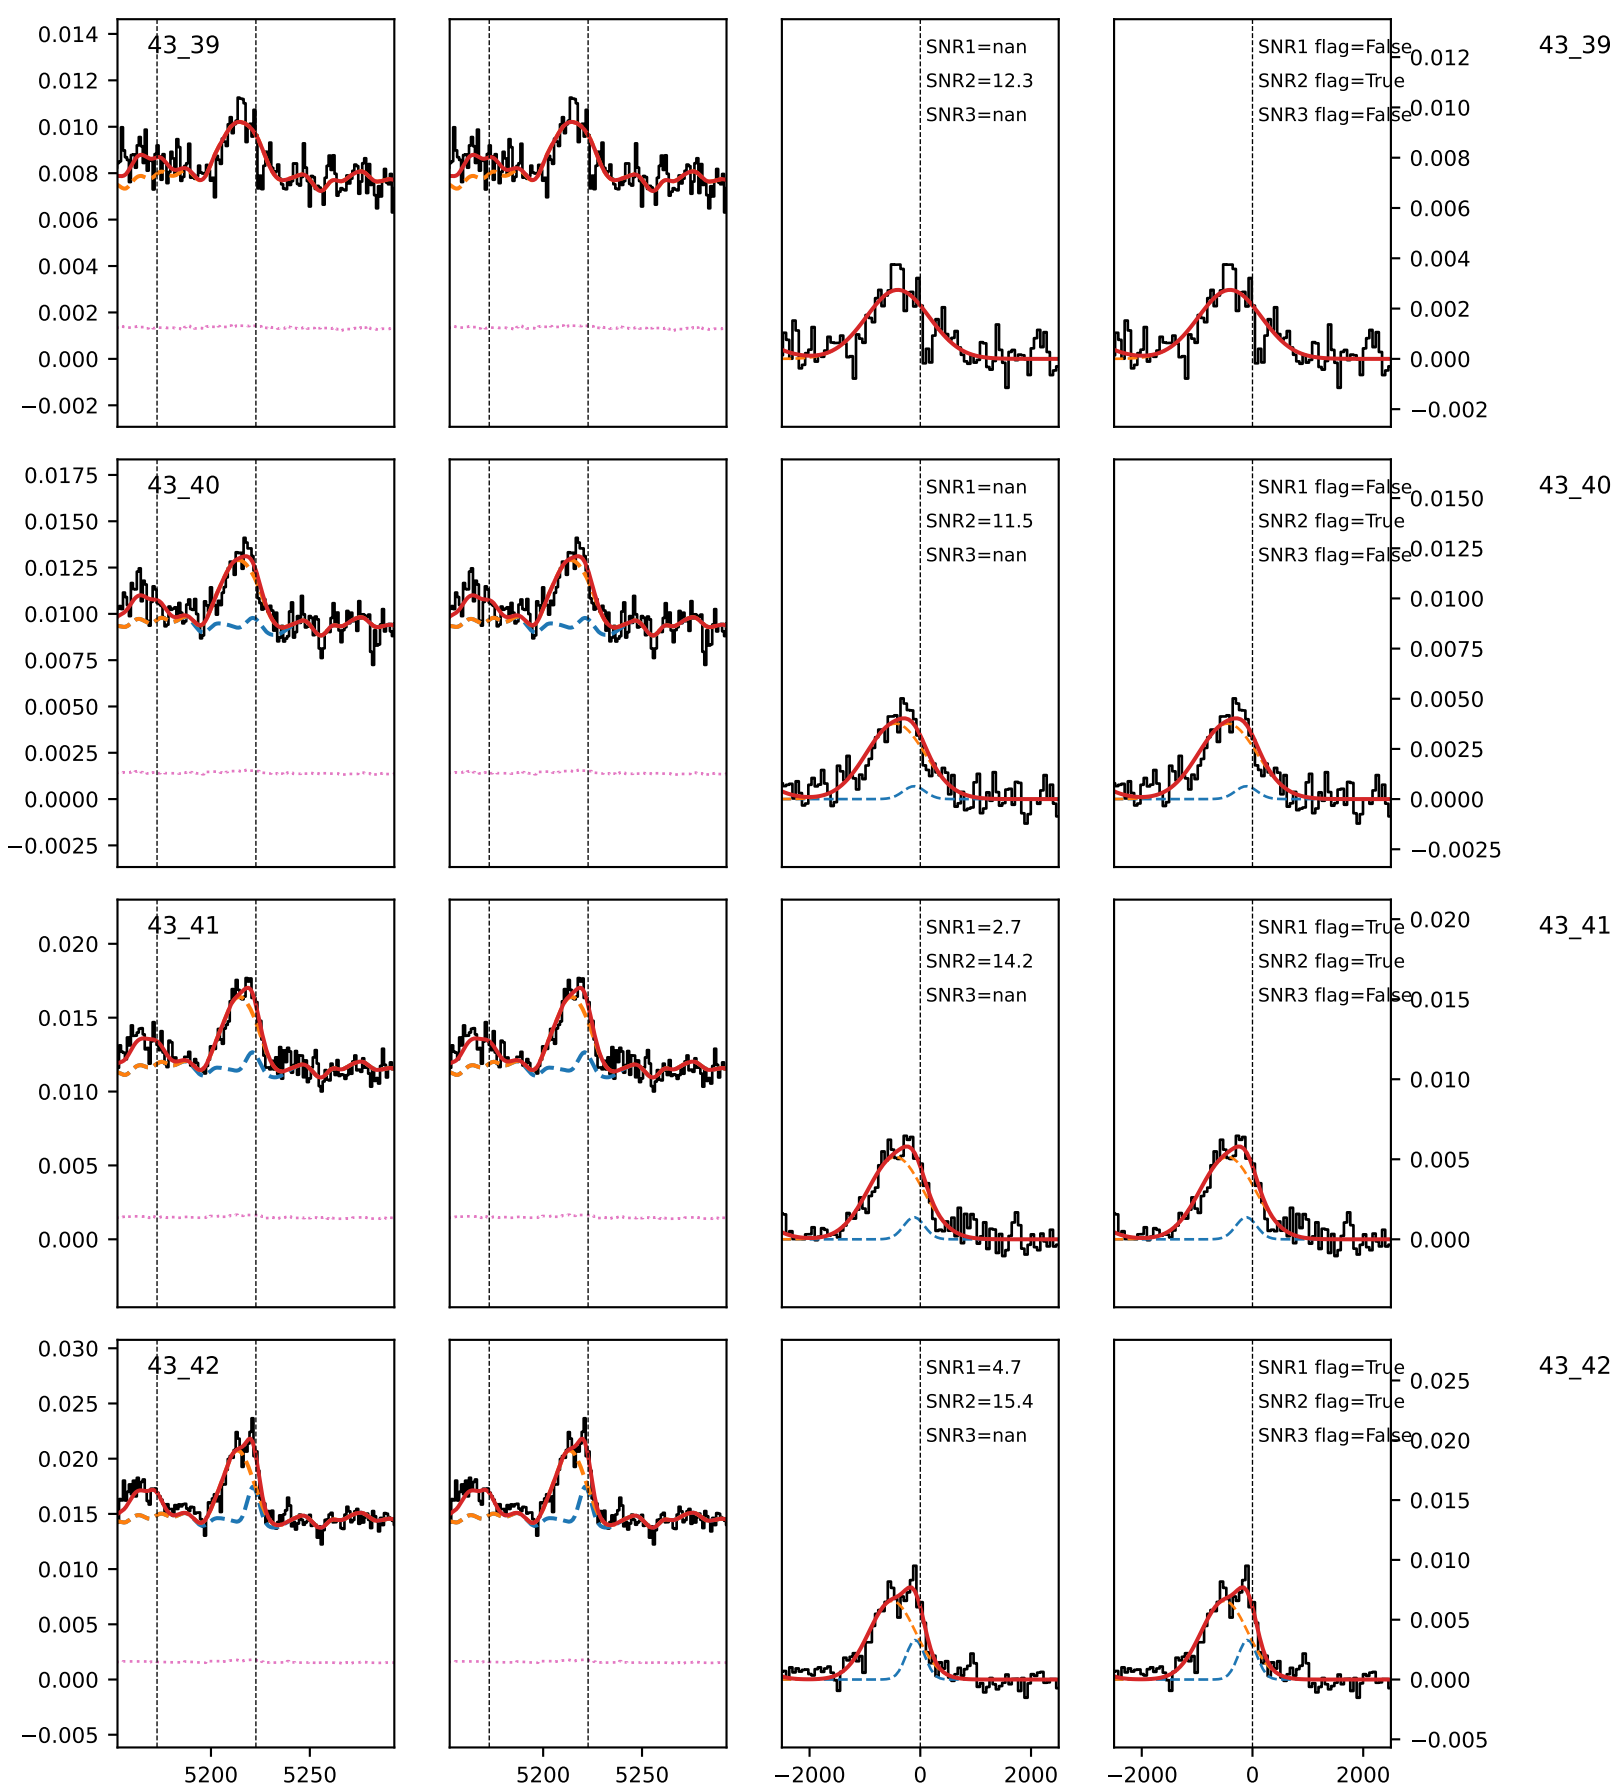 0.014
0.012
0.010
0.008
0.006
0.004
0.002
0.000
−0.002
43_39
SNR1=nan
SNR2=12.3
SNR3=nan
SNR1 flag=False
SNR2 flag=True
SNR3 flag=False
0.012
0.010
0.008
0.006
0.004
0.002
0.000
−0.002
43_39
0.0175
0.0150
0.0125
0.0100
0.0075
0.0050
0.0025
0.0000
−0.0025
43_40
SNR1=nan
SNR2=11.5
SNR3=nan
SNR1 flag=False
SNR2 flag=True
SNR3 flag=False
0.0150
0.0125
0.0100
0.0075
0.0050
0.0025
0.0000
−0.0025
43_40
0.020
0.015
0.010
0.005
0.000
43_41
SNR1=2.7
SNR2=14.2
SNR3=nan
SNR1 flag=True
SNR2 flag=True
SNR3 flag=False
0.020
0.015
0.010
0.005
0.000
43_41
0.030
0.025
0.020
0.015
0.010
0.005
0.000
−0.005
43_42
SNR1=4.7
SNR2=15.4
SNR3=nan
SNR1 flag=True
SNR2 flag=True
SNR3 flag=False
0.025
0.020
0.015
0.010
0.005
0.000
−0.005
43_42
5200 5250
5200 5250
−2000 0 2000
−2000 0 2000